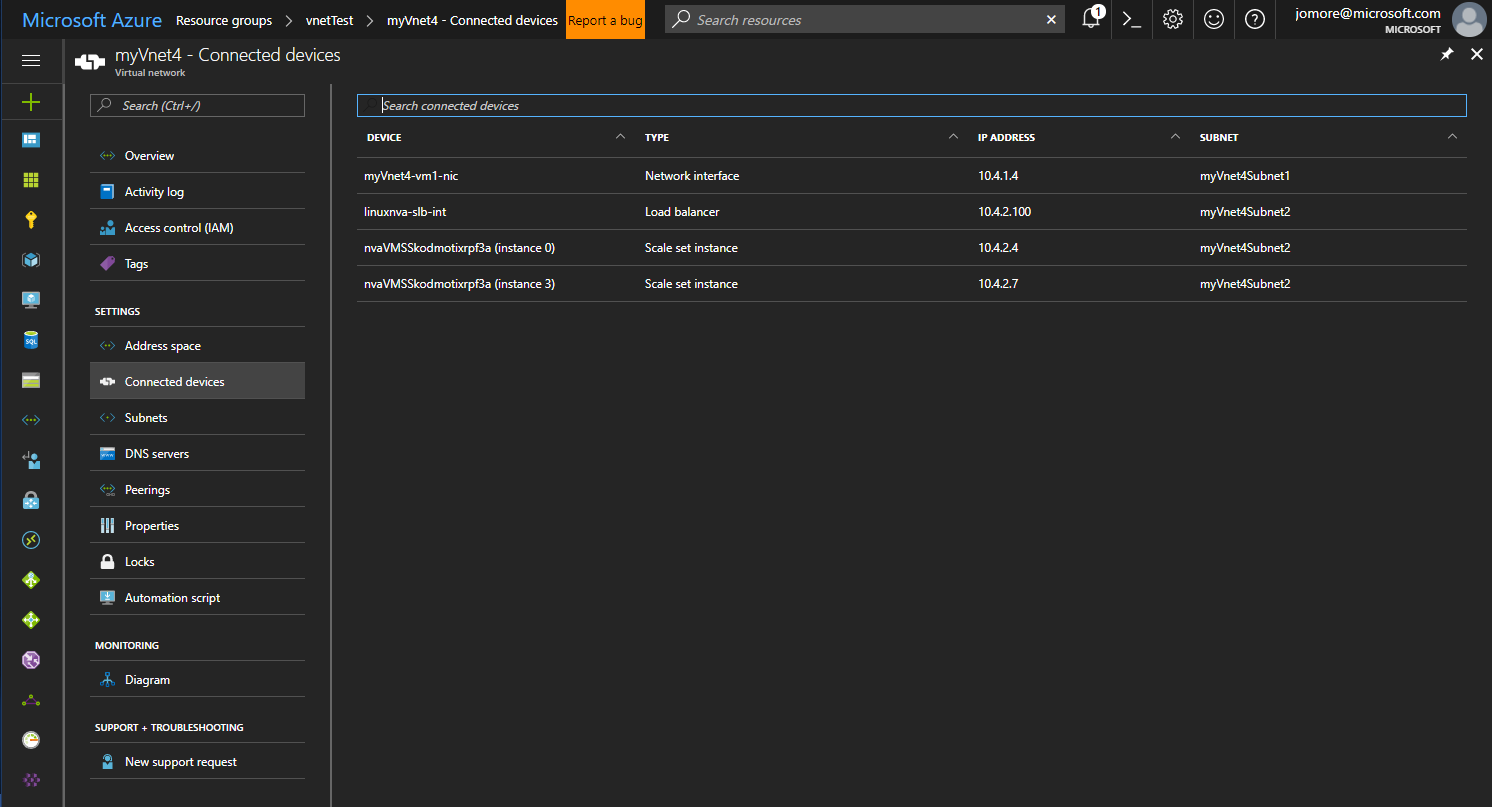 Microsoft Azure Resource groups > vnetTest > myVnet4 - Connected devices Report a bug Search resources 1 jomore@microsoft.com
MICROSOFT
myVnet4 - Connected devices
Virtual network
Search (Ctrl+/)
Overview
Activity log
Access control (IAM)
Tags
SETTINGS
Address space
Connected devices
Subnets
DNS servers
Peerings
Properties
Locks
Automation script
MONITORING
Diagram
SUPPORT + TROUBLESHOOTING
New support request
Search connected devices
DEVICE TYPE IP ADDRESS SUBNET
myVnet4-vm1-nic Network interface 10.4.1.4 myVnet4Subnet1
linuxnva-slb-int Load balancer 10.4.2.100 myVnet4Subnet2
nvaVMSSkodmotixrpf3a (instance 0) Scale set instance 10.4.2.4 myVnet4Subnet2
nvaVMSSkodmotixrpf3a (instance 3) Scale set instance 10.4.2.7 myVnet4Subnet2
SQL